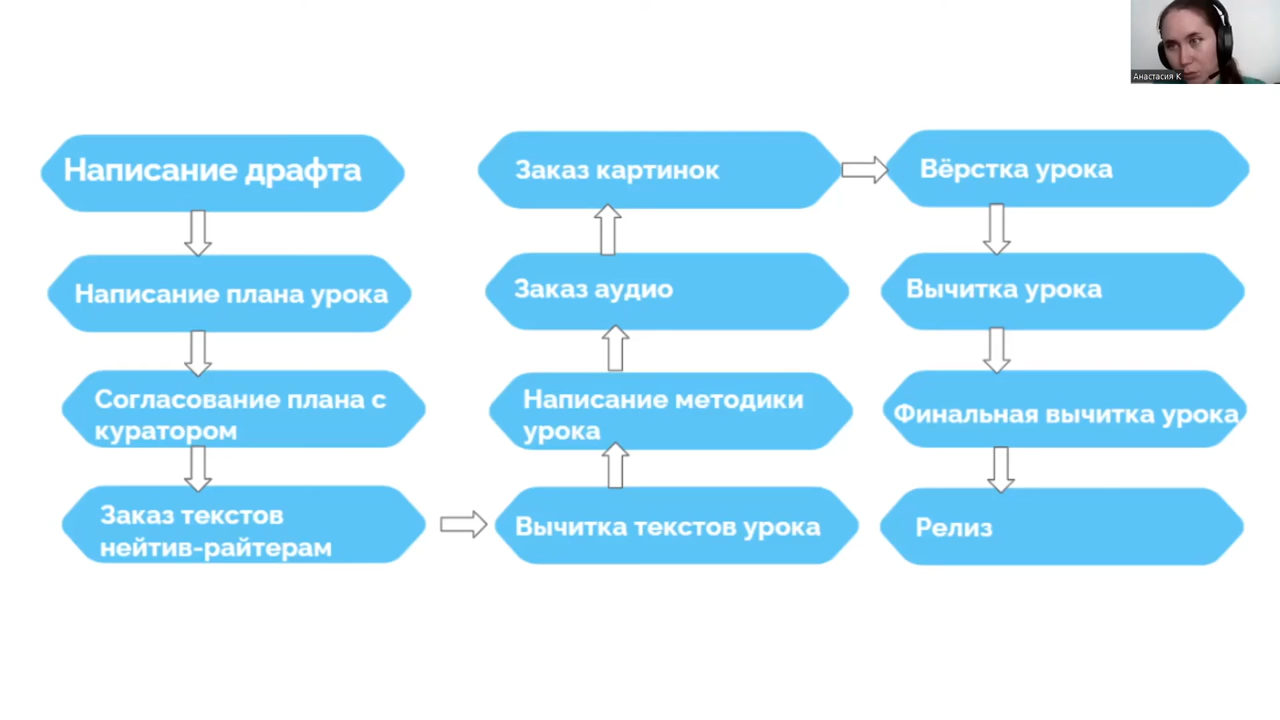 Анастасия К
Написание драфта
Написание плана урока
Согласование плана с
куратором
Заказ текстов
нейтив-райтерам
Вычитка текстов урока
Написание методики
урока
Заказ аудио
Заказ картинок
Вёрстка урока
Вычитка урока
Финальная вычитка урока
Релиз